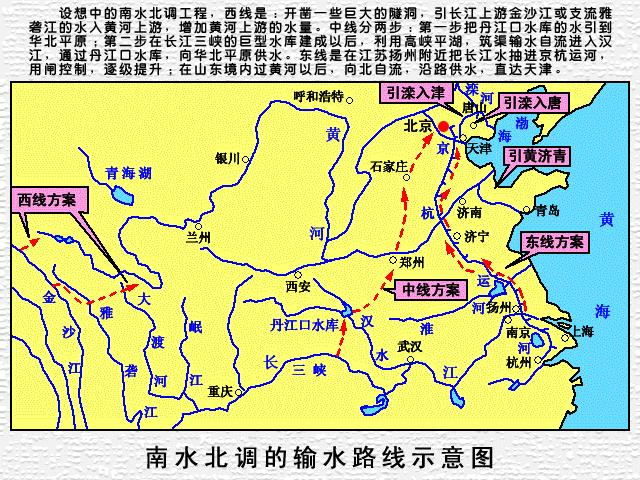 设想中的南水北调工程,西线是:开凿一些巨大的隧洞,引长江上游金沙江或支流雅
砻江的水入黄河上游,增加黄河上游的水量。中线分两步:第一步把丹江口水库的水引到
华北平原;第二步在长江三峡的巨型水库建成以后,利用高峡平湖,筑渠输水自流进入汉
江,通过丹江口水库,向华北平原供水。东线是在江苏扬州附近把长江水抽进京杭运河,
用闸控制,逐级提升;在山东境内过黄河以后,向北自流,沿路供水,直达天津。
引滦入津
滦河
呼和浩特
唐山
引滦入唐
渤海
北京
黄
京
天津
引黄济青
银川
石家庄
青海湖
西线方案
杭
济南
青岛
黄
兰州
河
济宁
东线方案
郑州
西安
运
中线方案
金
雅
大
海
河
扬州
岷
丹江口水库
汉
淮
南京
上海
沙
渡
水
武汉
河
杭州
江
砻
河
江
长
三
峡
江
重庆
江
南水北调的输水路线示意图